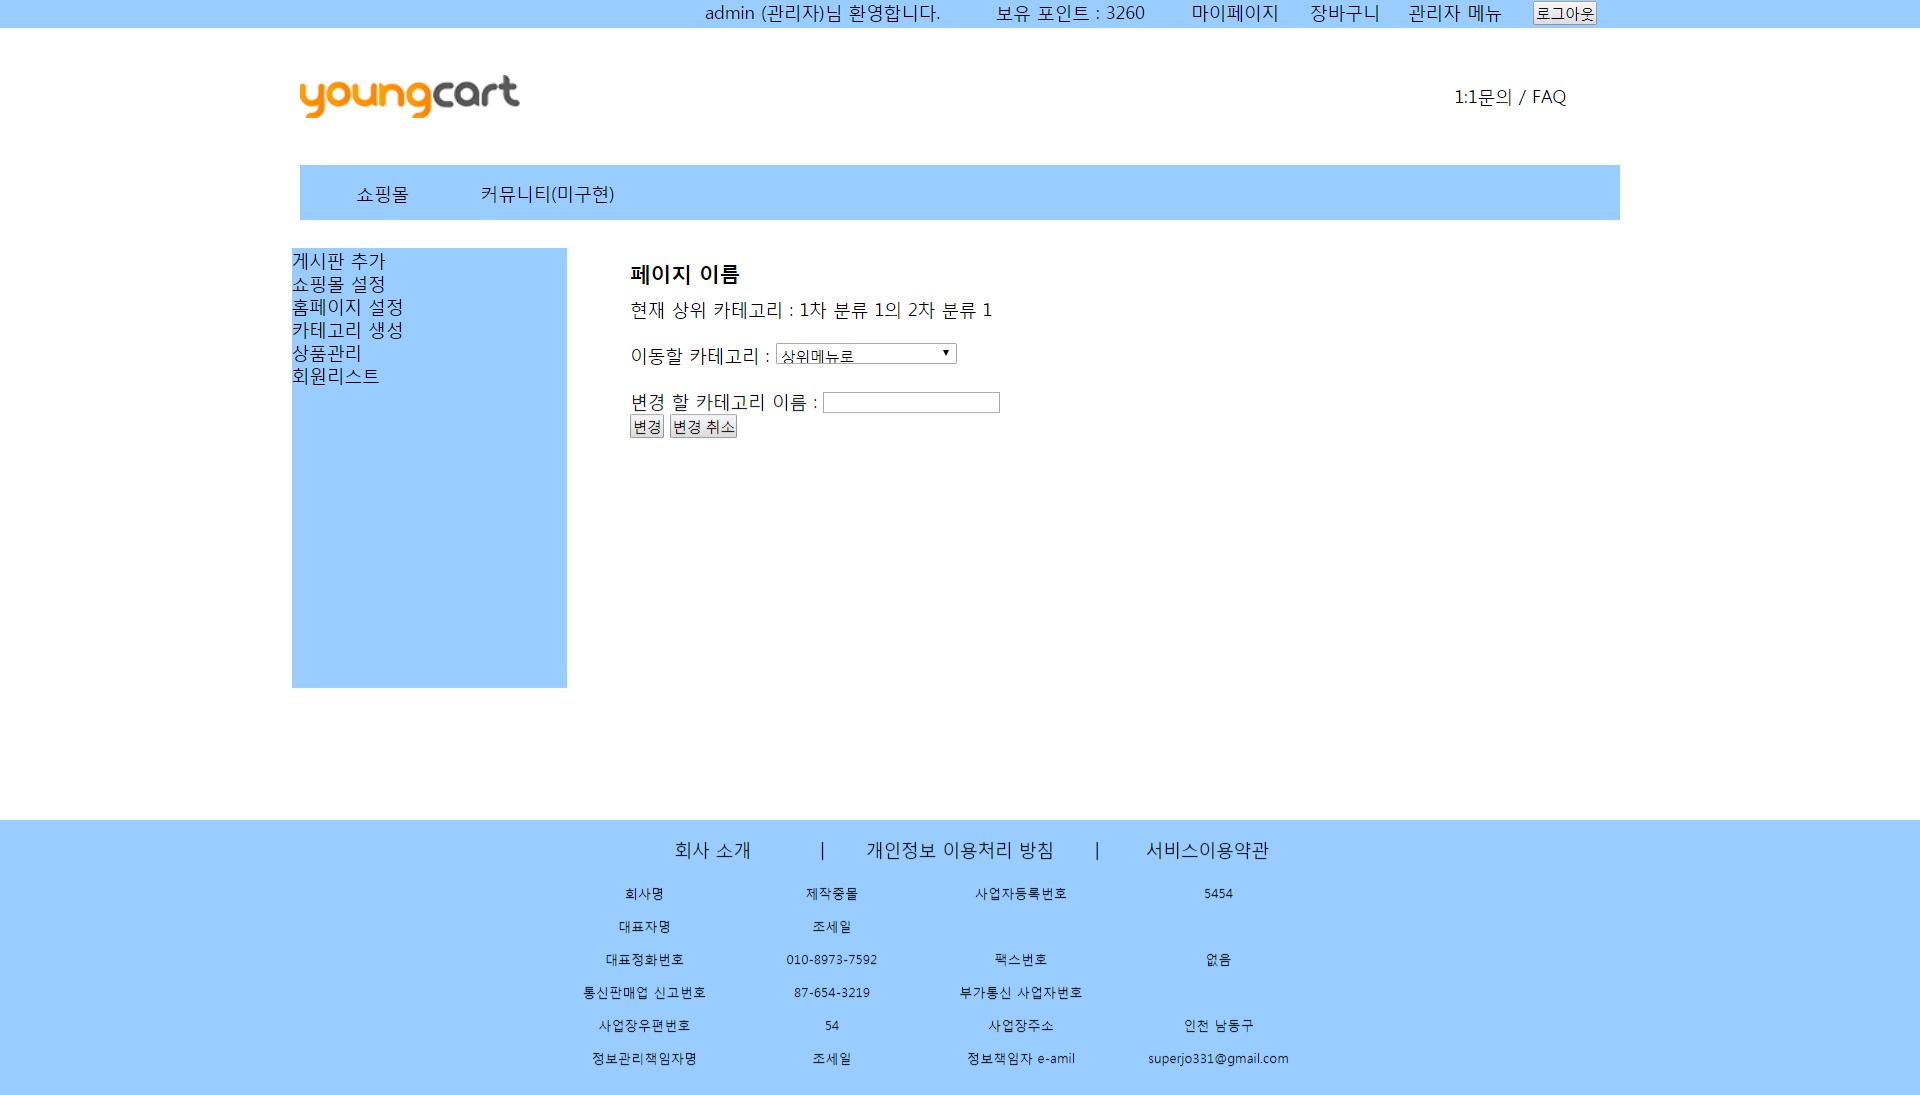 admin (관리자)님 환영합니다. 보유 포인트 : 3260 마이페이지 장바구니 관리자 메뉴 로그아웃
youngcart
1:1문의 / FAQ
쇼핑몰 커뮤니티(미구현)
게시판 추가
쇼핑몰 설정
홈페이지 설정
카테고리 생성
상품관리
회원리스트
페이지 이름
현재 상위 카테고리 : 1차 분류 1의 2차 분류 1
이동할 카테고리 : 상위메뉴로
변경 할 카테고리 이름 :
변경 변경 취소
회사 소개 | 개인정보 이용처리 방침 | 서비스이용약관
회사명 제작중몰 사업자등록번호 5454
대표자명 조세일
대표정화번호 010-8973-7592 팩스번호 없음
통신판매업 신고번호 87-654-3219 부가통신 사업자번호
사업장우편번호 54 사업장주소 인천 남동구
정보관리책임자명 조세일 정보책임자 e-amil superjo331@gmail.com